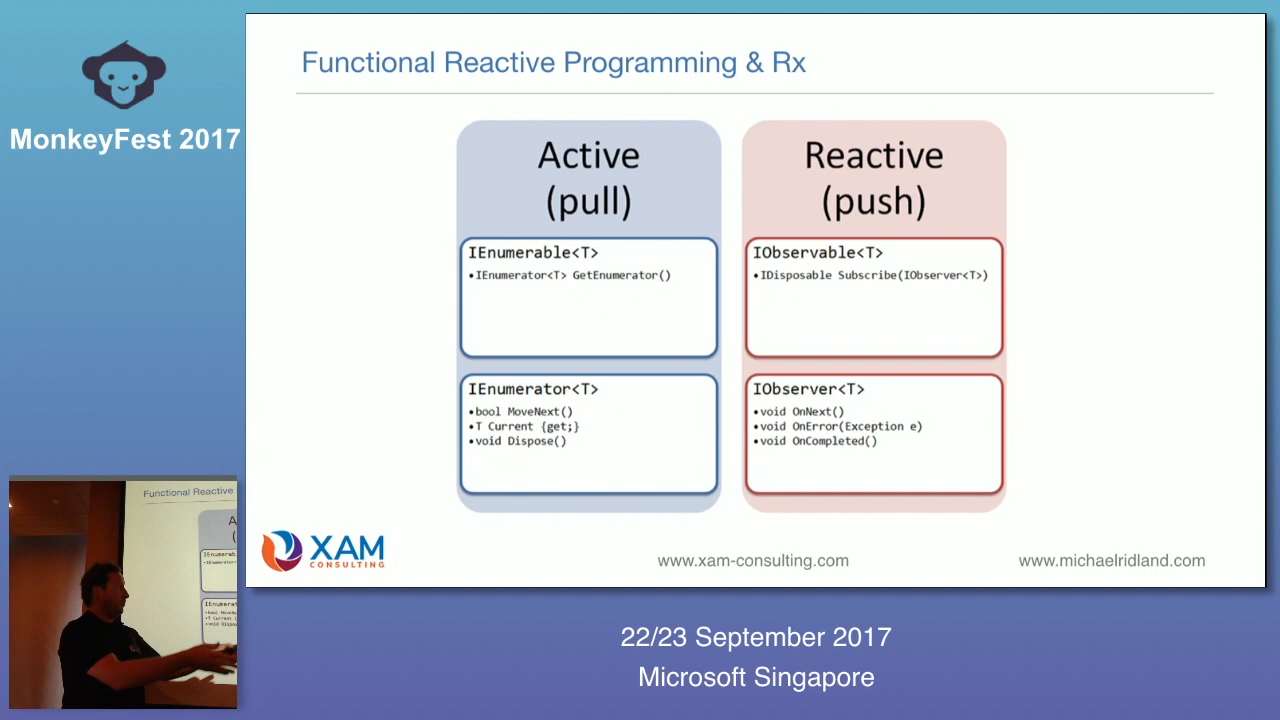 MonkeyFest 2017
Functional Reactive Programming & Rx
Active
(pull)
IEnumerable<T>
•IEnumerator<T> GetEnumerator()
IEnumerator<T>
•bool MoveNext()
•T Current {get;}
•void Dispose()
Reactive
(push)
IObservable<T>
•IDisposable Subscribe(IObserver<T>)
IObserver<T>
•void OnNext()
•void OnError(Exception e)
•void OnCompleted()
XAM
CONSULTING
www.xam-consulting.com
www.michaelridland.com
Functional Reactive
22/23 September 2017
Microsoft Singapore